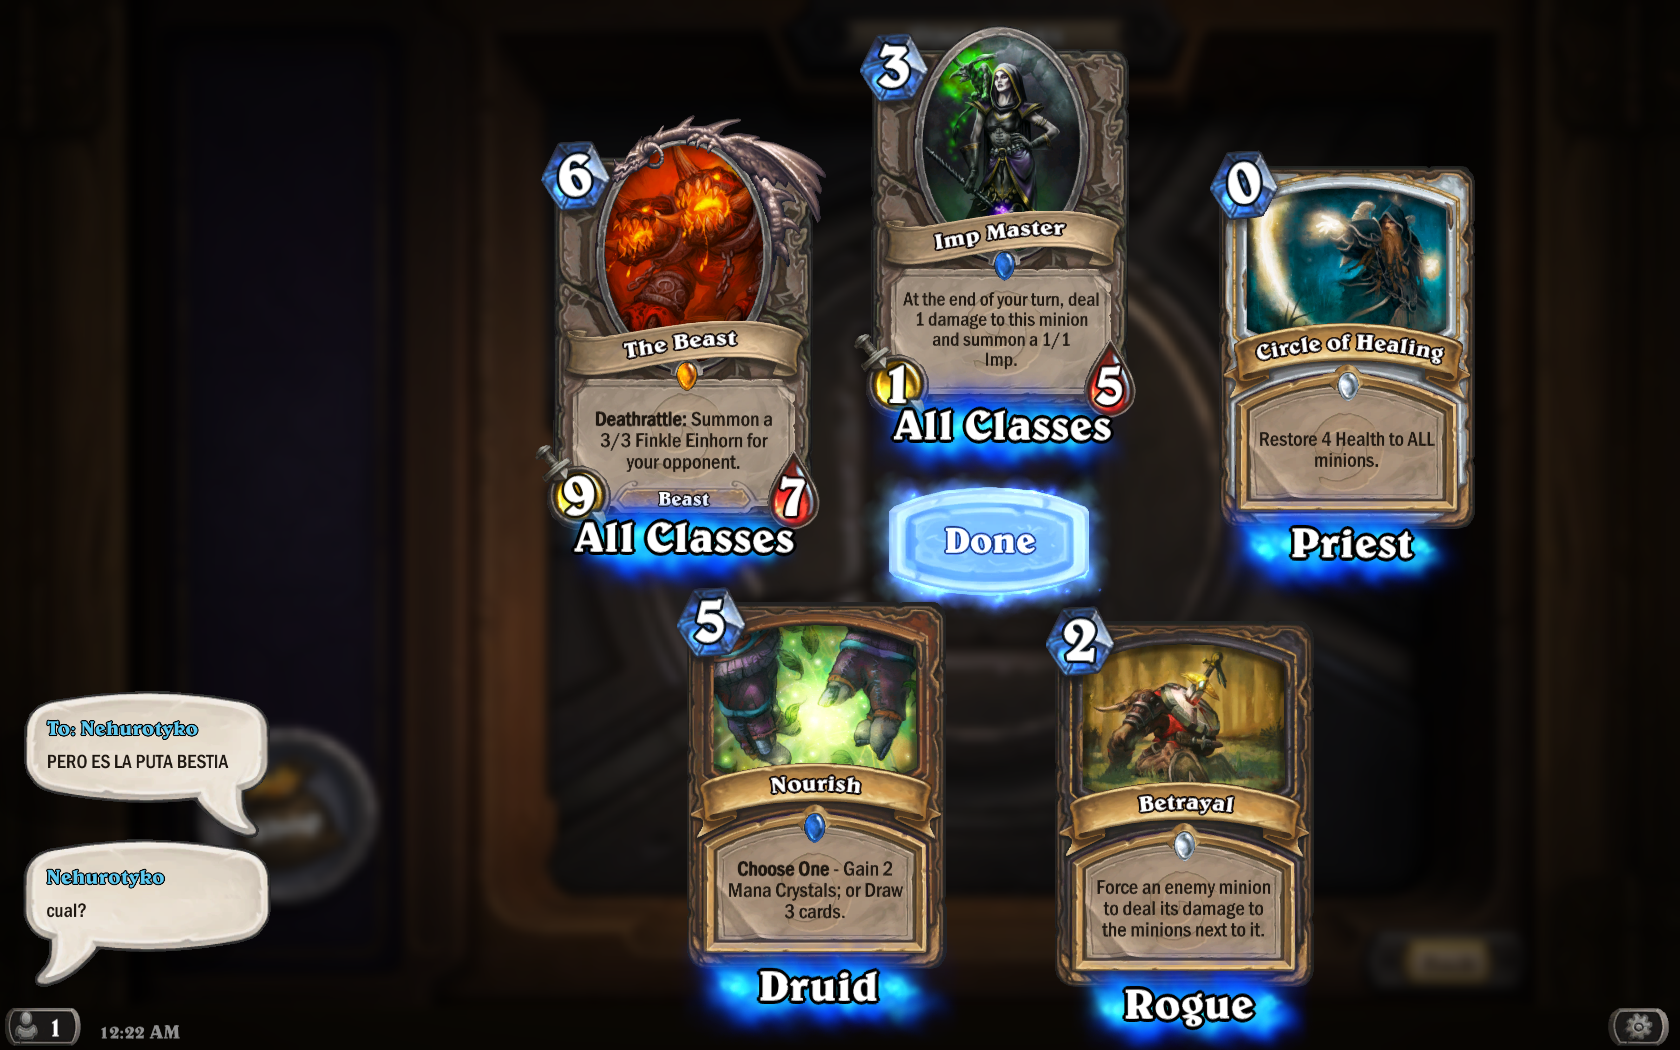 3
Imp Master
At the end of your turn, deal
1 damage to this minion
and summon a 1/1
Imp.
1
5
All Classes
6
The Beast
Deathrattle: Summon a
3/3 Finkle Einhorn for
your opponent.
9
Beast
7
All Classes
0
Circle of Healing
Restore 4 Health to ALL
minions.
Priest
Done
5
Nourish
Choose One - Gain 2
Mana Crystals; or Draw
3 cards.
Druid
2
Betrayal
Force an enemy minion
to deal its damage to
the minions next to it.
Rogue
To: Nehurotyko
PERO ES LA PUTA BESTIA
Nehurotyko
cual?
1
12:22 AM